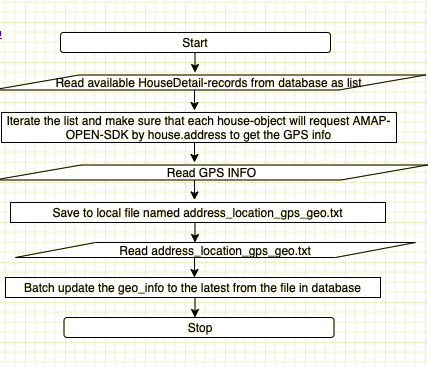 Start
Read available HouseDetail-records from database as list
Iterate the list and make sure that each house-object will request AMAP-
OPEN-SDK by house.address to get the GPS info
Read GPS INFO
Save to local file named address_location_gps_geo.txt
Read address_location_gps_geo.txt
Batch update the geo_info to the latest from the file in database
Stop